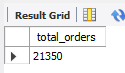 Result Grid
total_orders
21350